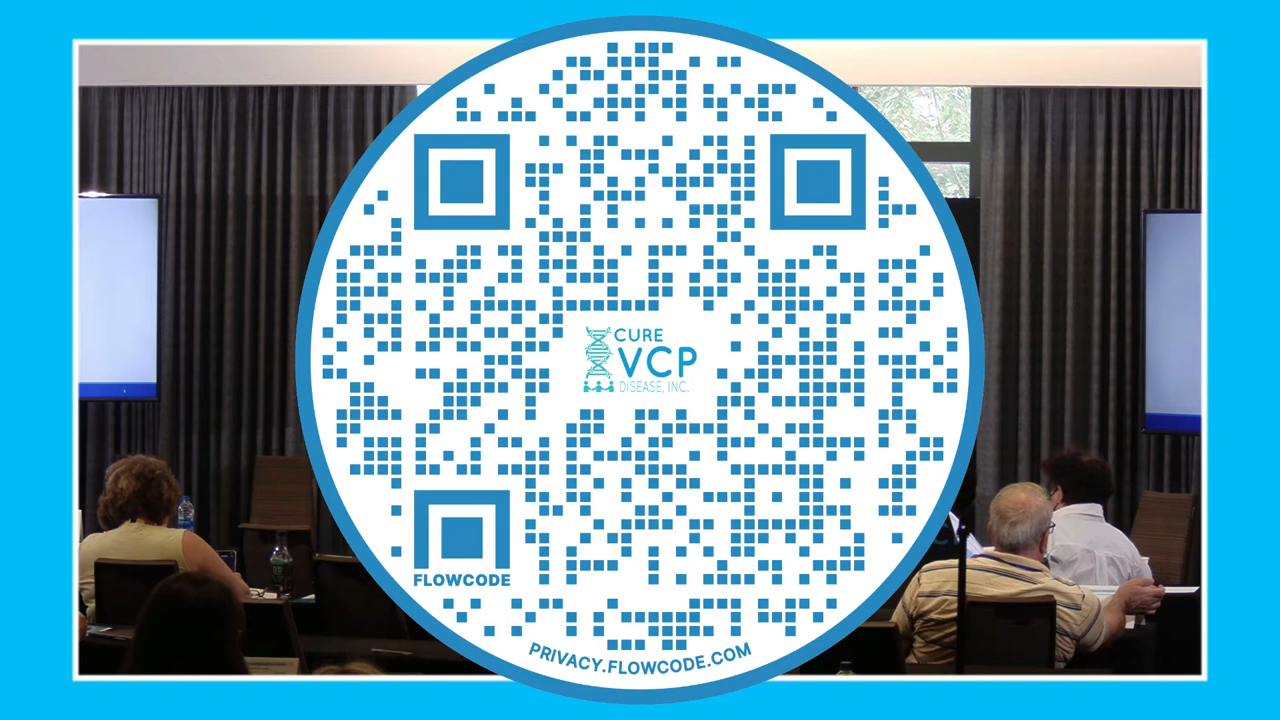 CURE
VCP
DISEASE, INC.
FLOWCODE
PRIVACY.FLOWCODE.COM